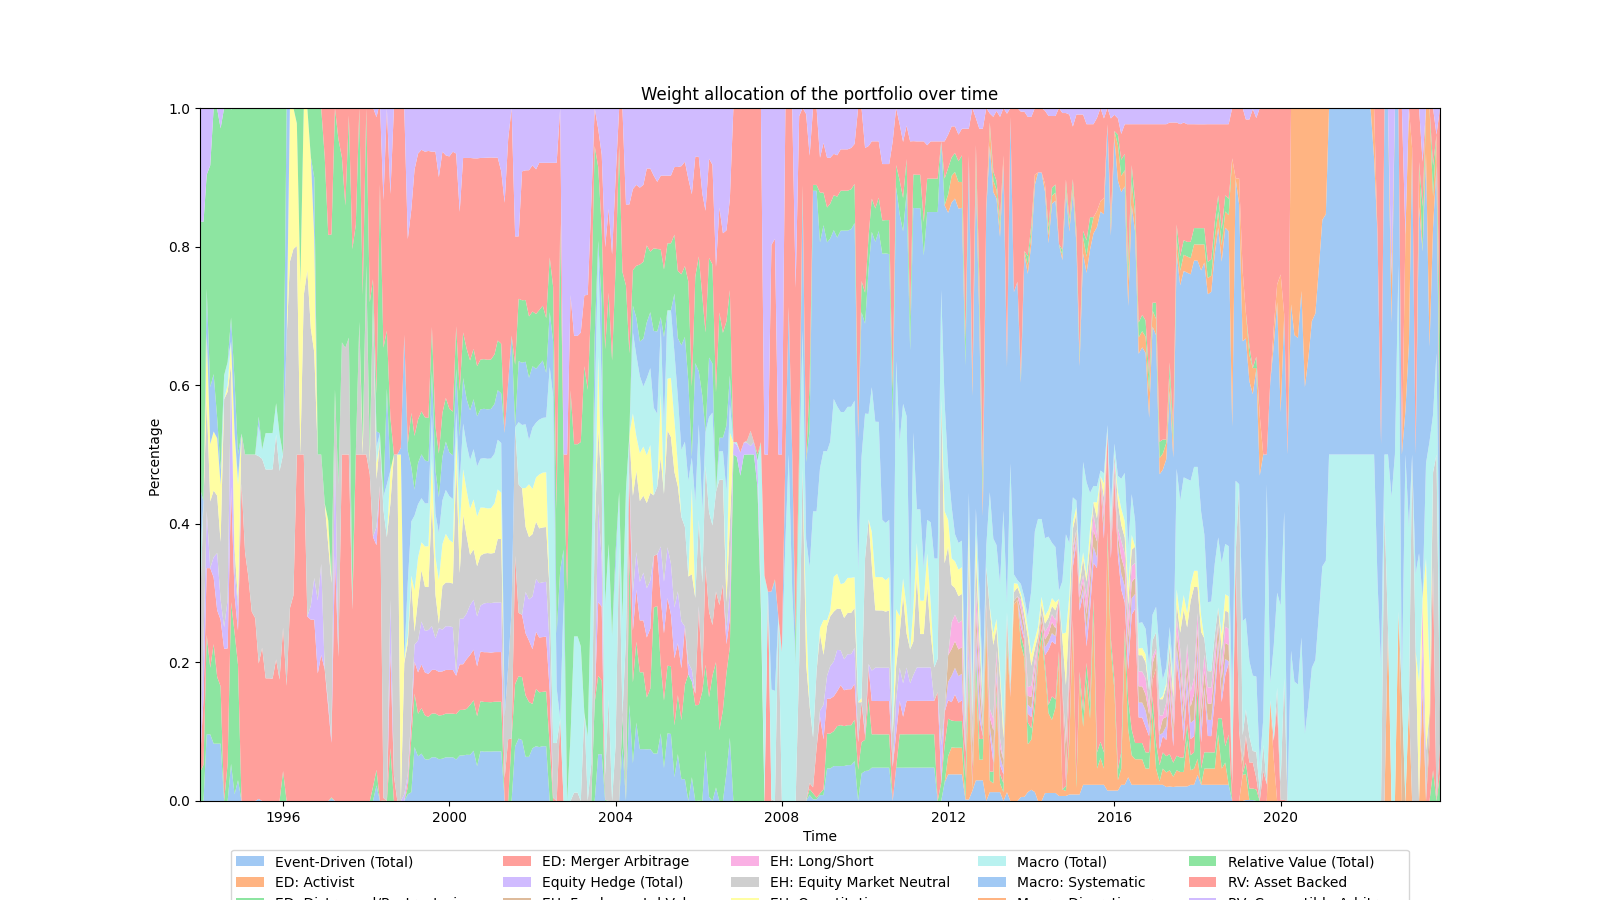 Weight allocation of the portfolio over time
1.0
0.8
0.6
0.4
0.2
0.0
Percentage
1996 2000 2004 2008 2012 2016 2020
Time
Event-Driven (Total) ED: Merger Arbitrage EH: Long/Short Macro (Total) Relative Value (Total)
ED: Activist Equity Hedge (Total) EH: Equity Market Neutral Macro: Systematic RV: Asset Backed